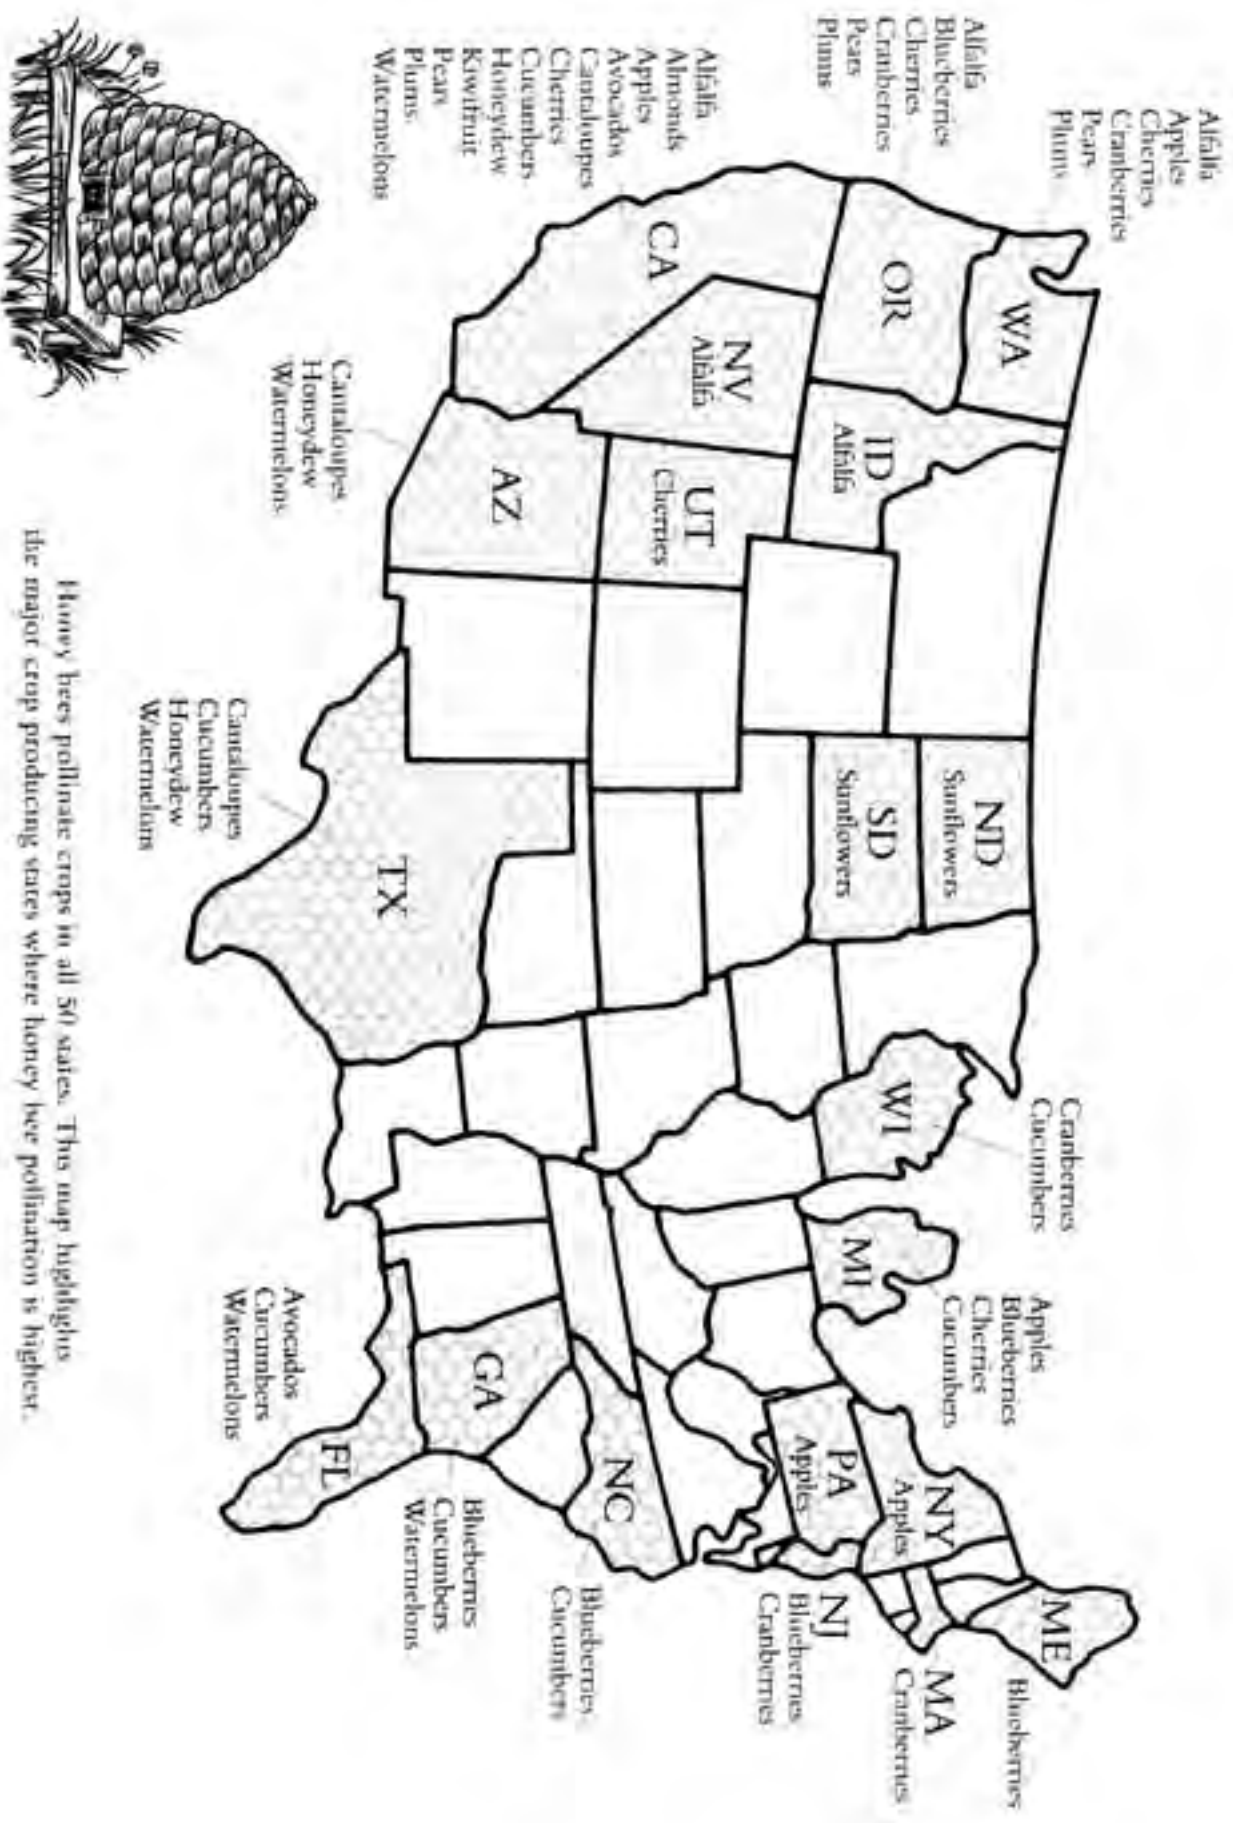 Alfalfa
Apples
Cherries
Cranberries
Pears
Plums
WA
Alfalfa
Blueberries
Cherries
Cranberries
Pears
Plums
OR
Alfalfa
Almonds
Apples
Avocados
Cantaloupes
Cherries
Cucumbers
Honeydew
Kiwifruit
Pears
Plums
Watermelons
CA
NV
Alfalfa
ID
Alfalfa
UT
Cherries
AZ
Cantaloupes
Honeydew
Watermelons
ND
Sunflowers
SD
Sunflowers
TX
Cantaloupes
Cucumbers
Honeydew
Watermelons
Cranberries
Cucumbers
WI
Apples
Blueberries
Cherries
Cucumbers
MI
ME
Blueberries
NY
Apples
MA
Cranberries
PA
Apples
NJ
Blueberries
Cranberries
NC
Blueberries
Cucumbers
GA
Blueberries
Cucumbers
Watermelons
FL
Avocados
Cucumbers
Watermelons
Honey bees pollinate crops in all 50 states. This map highlights
the major crop producing states where honey bee pollination is highest.